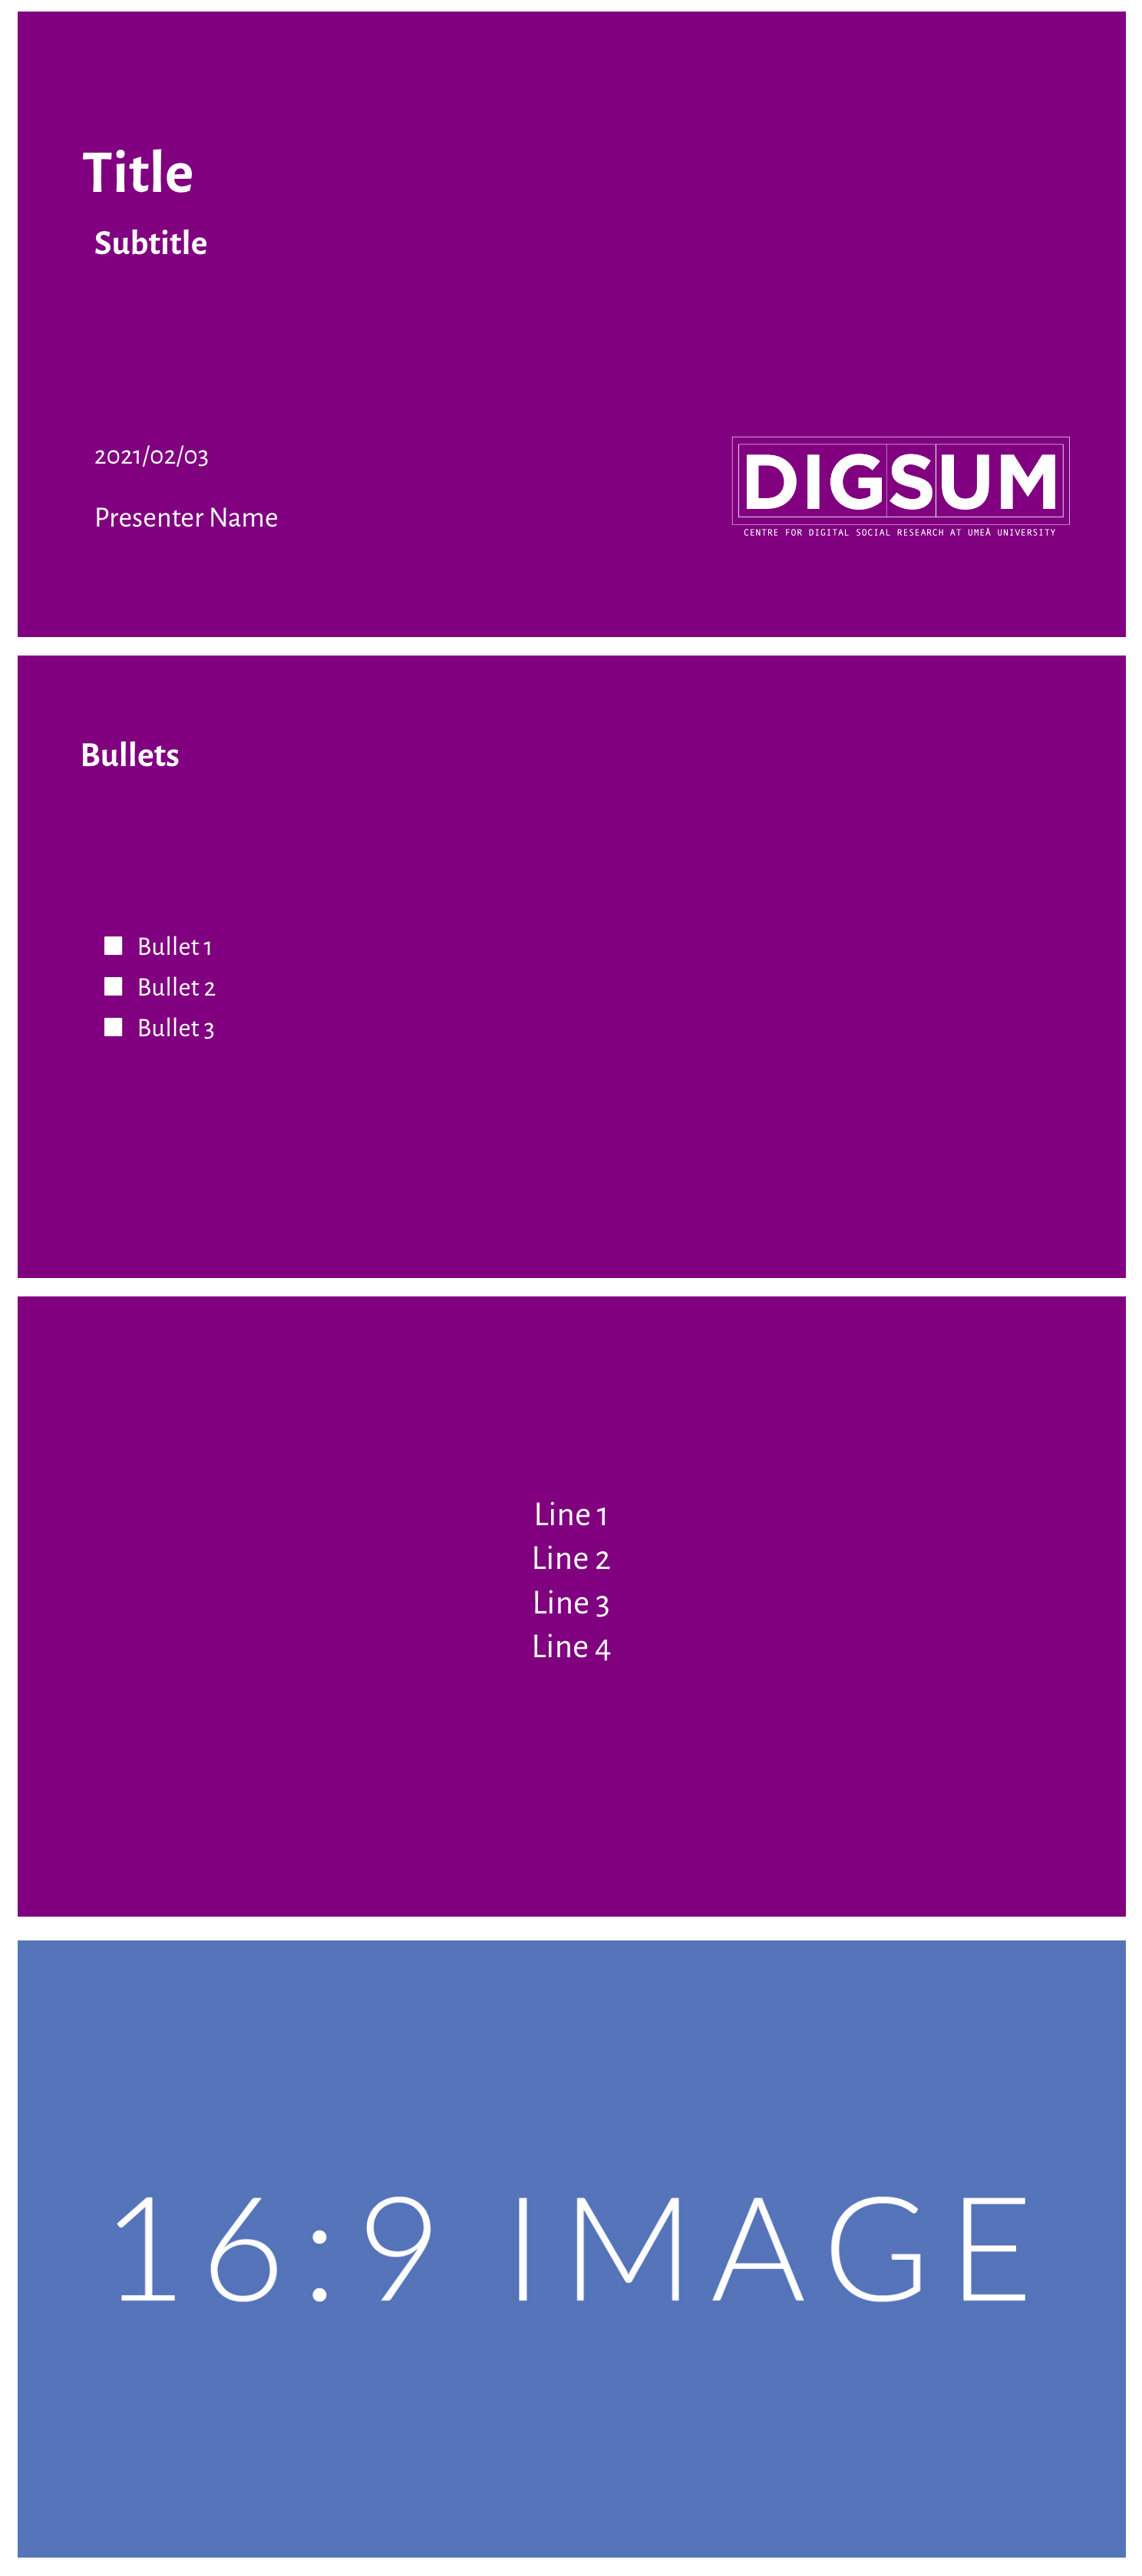 Title
Subtitle
2021/02/03
Presenter Name
DIGSUM
CENTRE FOR DIGITAL SOCIAL RESEARCH AT UMEÅ UNIVERSITY
Bullets
Bullet 1
Bullet 2
Bullet 3
Line 1
Line 2
Line 3
Line 4
16:9 IMAGE